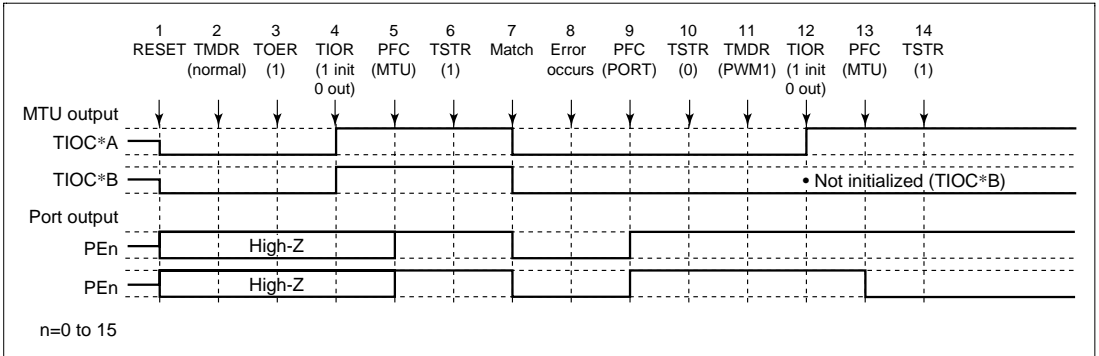 1 2 3 4 5 6 7 8 9 10 11 12 13 14
RESET TMDR TOER TIOR PFC TSTR Match Error PFC TSTR TMDR TIOR PFC TSTR
(normal) (1) (1 init (MTU) (1) occurs (PORT) (0) (PWM1) (1 init (MTU) (1)
0 out) 0 out)
MTU output
TIOC*A
TIOC*B
• Not initialized (TIOC*B)
Port output
PEn High-Z
PEn High-Z
n=0 to 15